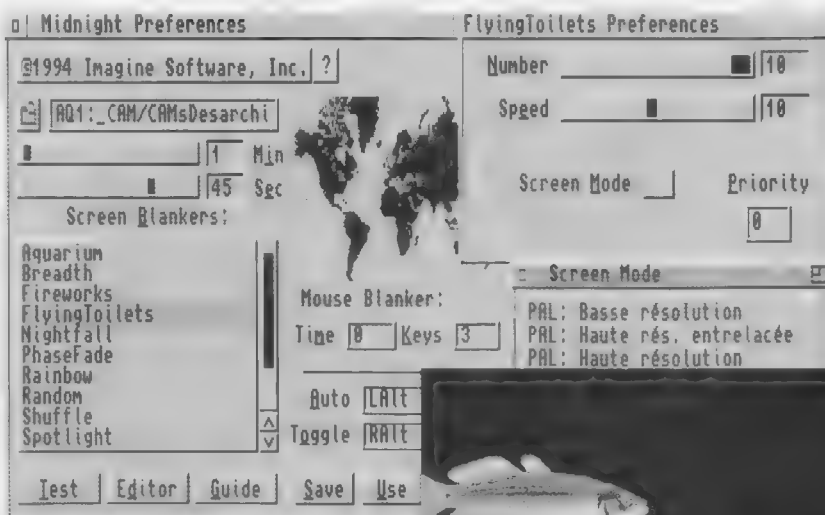 Midnight Preferences
©1994 Imagine Software, Inc. ?
AQ1:_CAM/CAMsDesarchi
1 Min
45 Sec
Screen Blankers:
Aquarium
Breadth
Fireworks
FlyingToilets
Nightfall
PhaseFade
Rainbow
Random
Shuffle
Spotlight
Mouse Blanker:
Time 0 Keys 3
Auto LAlt
Toggle RAlt
Test Editor Guide Save Use
FlyingToilets Preferences
Number 10
Speed 10
Screen Mode Priority
0
Screen Mode
PAL: Basse résolution
PAL: Haute rés. entrelacée
PAL: Haute résolution